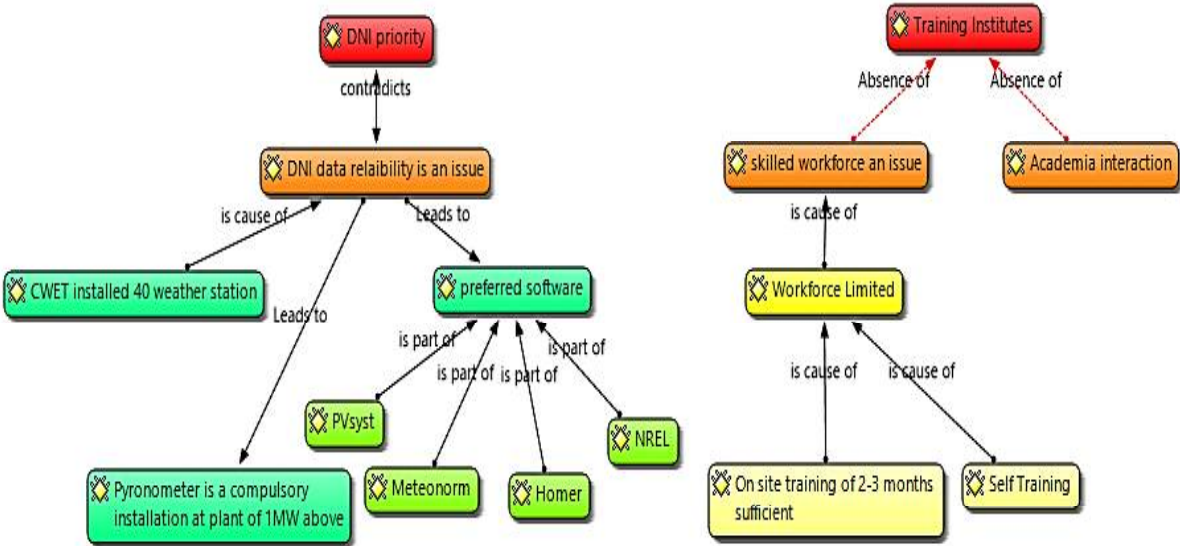 DNI priority
Training Institutes
contradicts
Absence of
Absence of
DNI data relaibility is an issue
skilled workforce an issue
Academia interaction
is cause of
Leads to
is cause of
CWET installed 40 weather station
preferred software
Workforce Limited
Leads to
is part of
is part of
is part of
is part of
is cause of
is cause of
PVsyst
NREL
Meteonorm
Homer
Pyronometer is a compulsory
installation at plant of 1MW above
On site training of 2-3 months
sufficient
Self Training